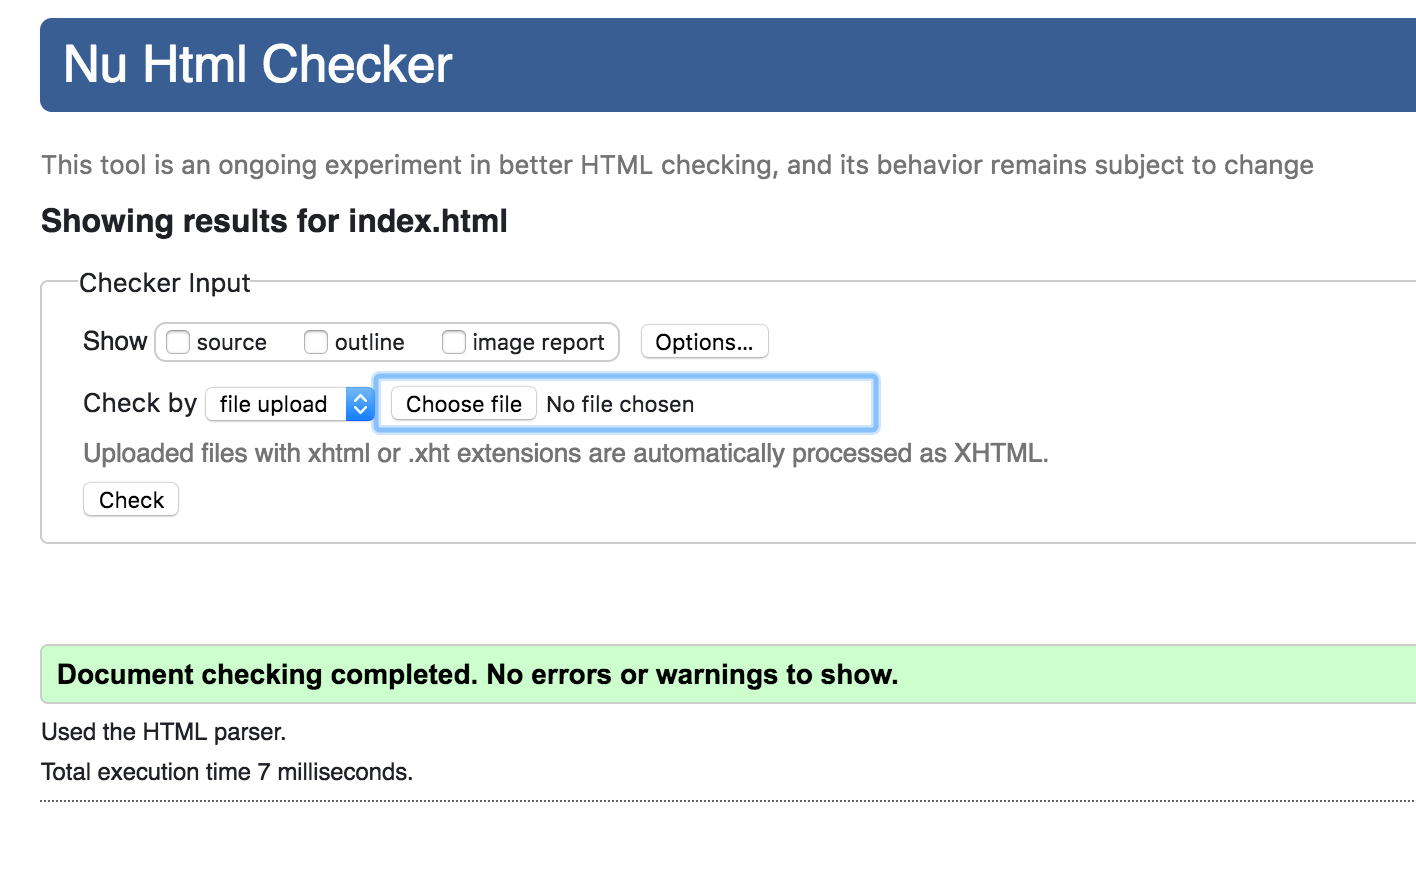 Nu Html Checker
This tool is an ongoing experiment in better HTML checking, and its behavior remains subject to change
Showing results for index.html
Checker Input
Show source outline image report Options...
Check by file upload Choose file No file chosen
Uploaded files with xhtml or .xht extensions are automatically processed as XHTML.
Check
Document checking completed. No errors or warnings to show.
Used the HTML parser.
Total execution time 7 milliseconds.